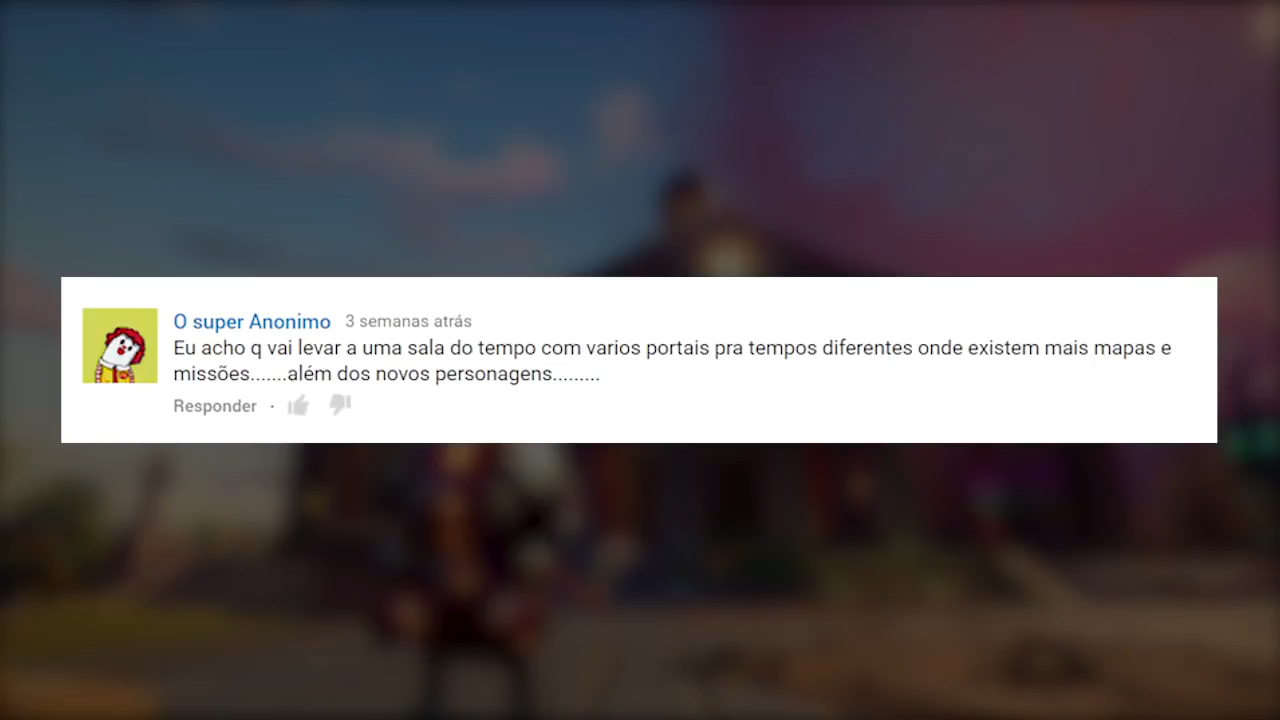 O super Anonimo 3 semanas atrás
Eu acho q vai levar a uma sala do tempo com varios portais pra tempos diferentes onde existem mais mapas e
missões.......além dos novos personagens.........
Responder ·